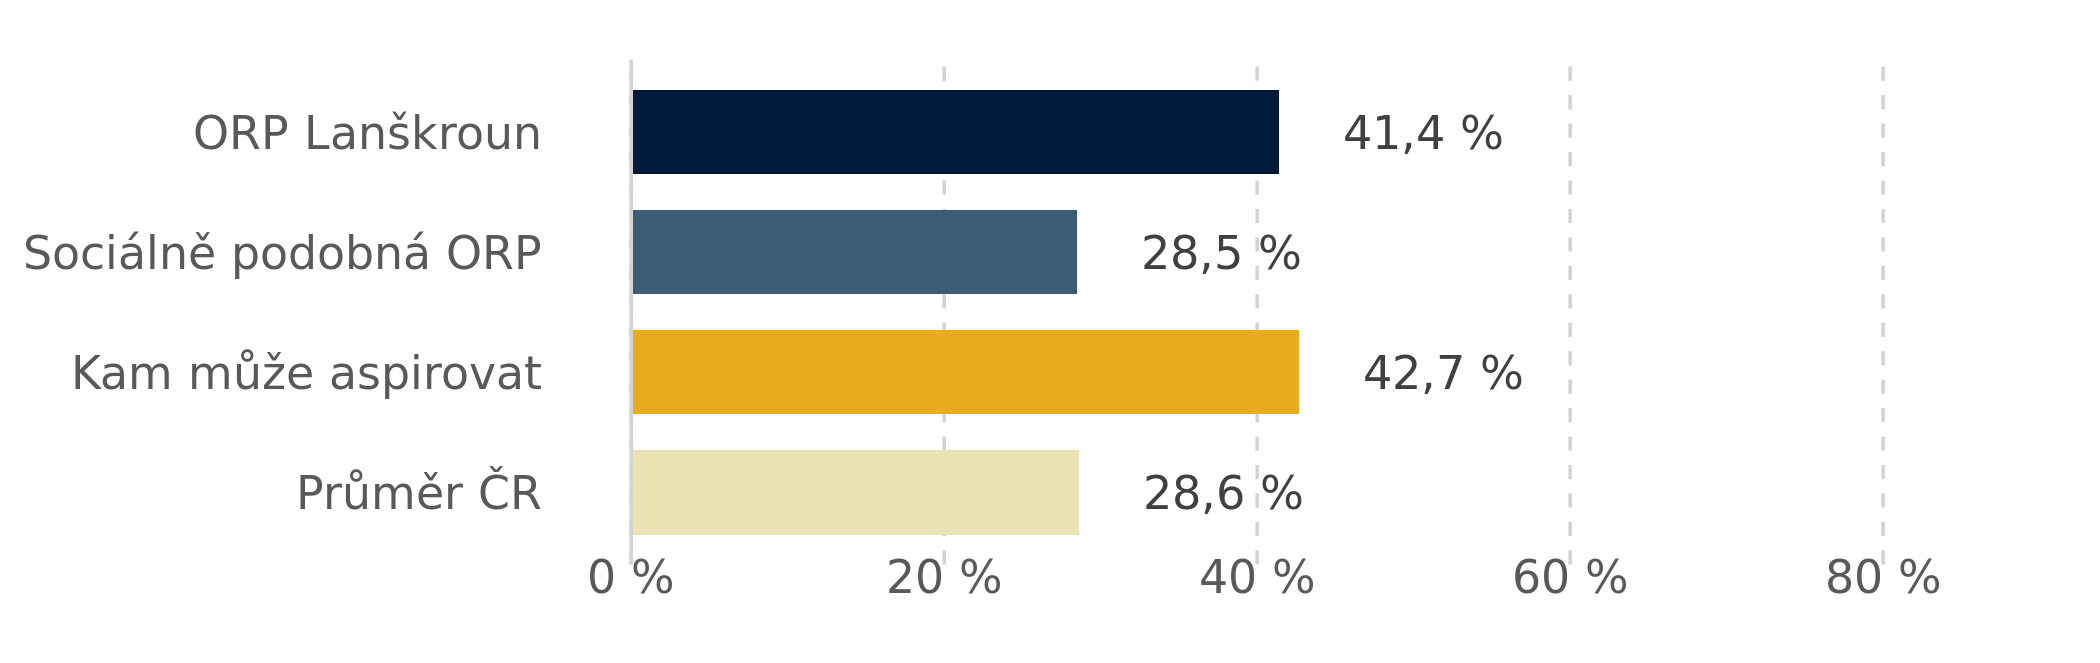 ORP Lanškroun
41,4 %
Sociálně podobná ORP
28,5 %
Kam může aspirovat
42,7 %
Průměr ČR
28,6 %
0 %
20 %
40 %
60 %
80 %